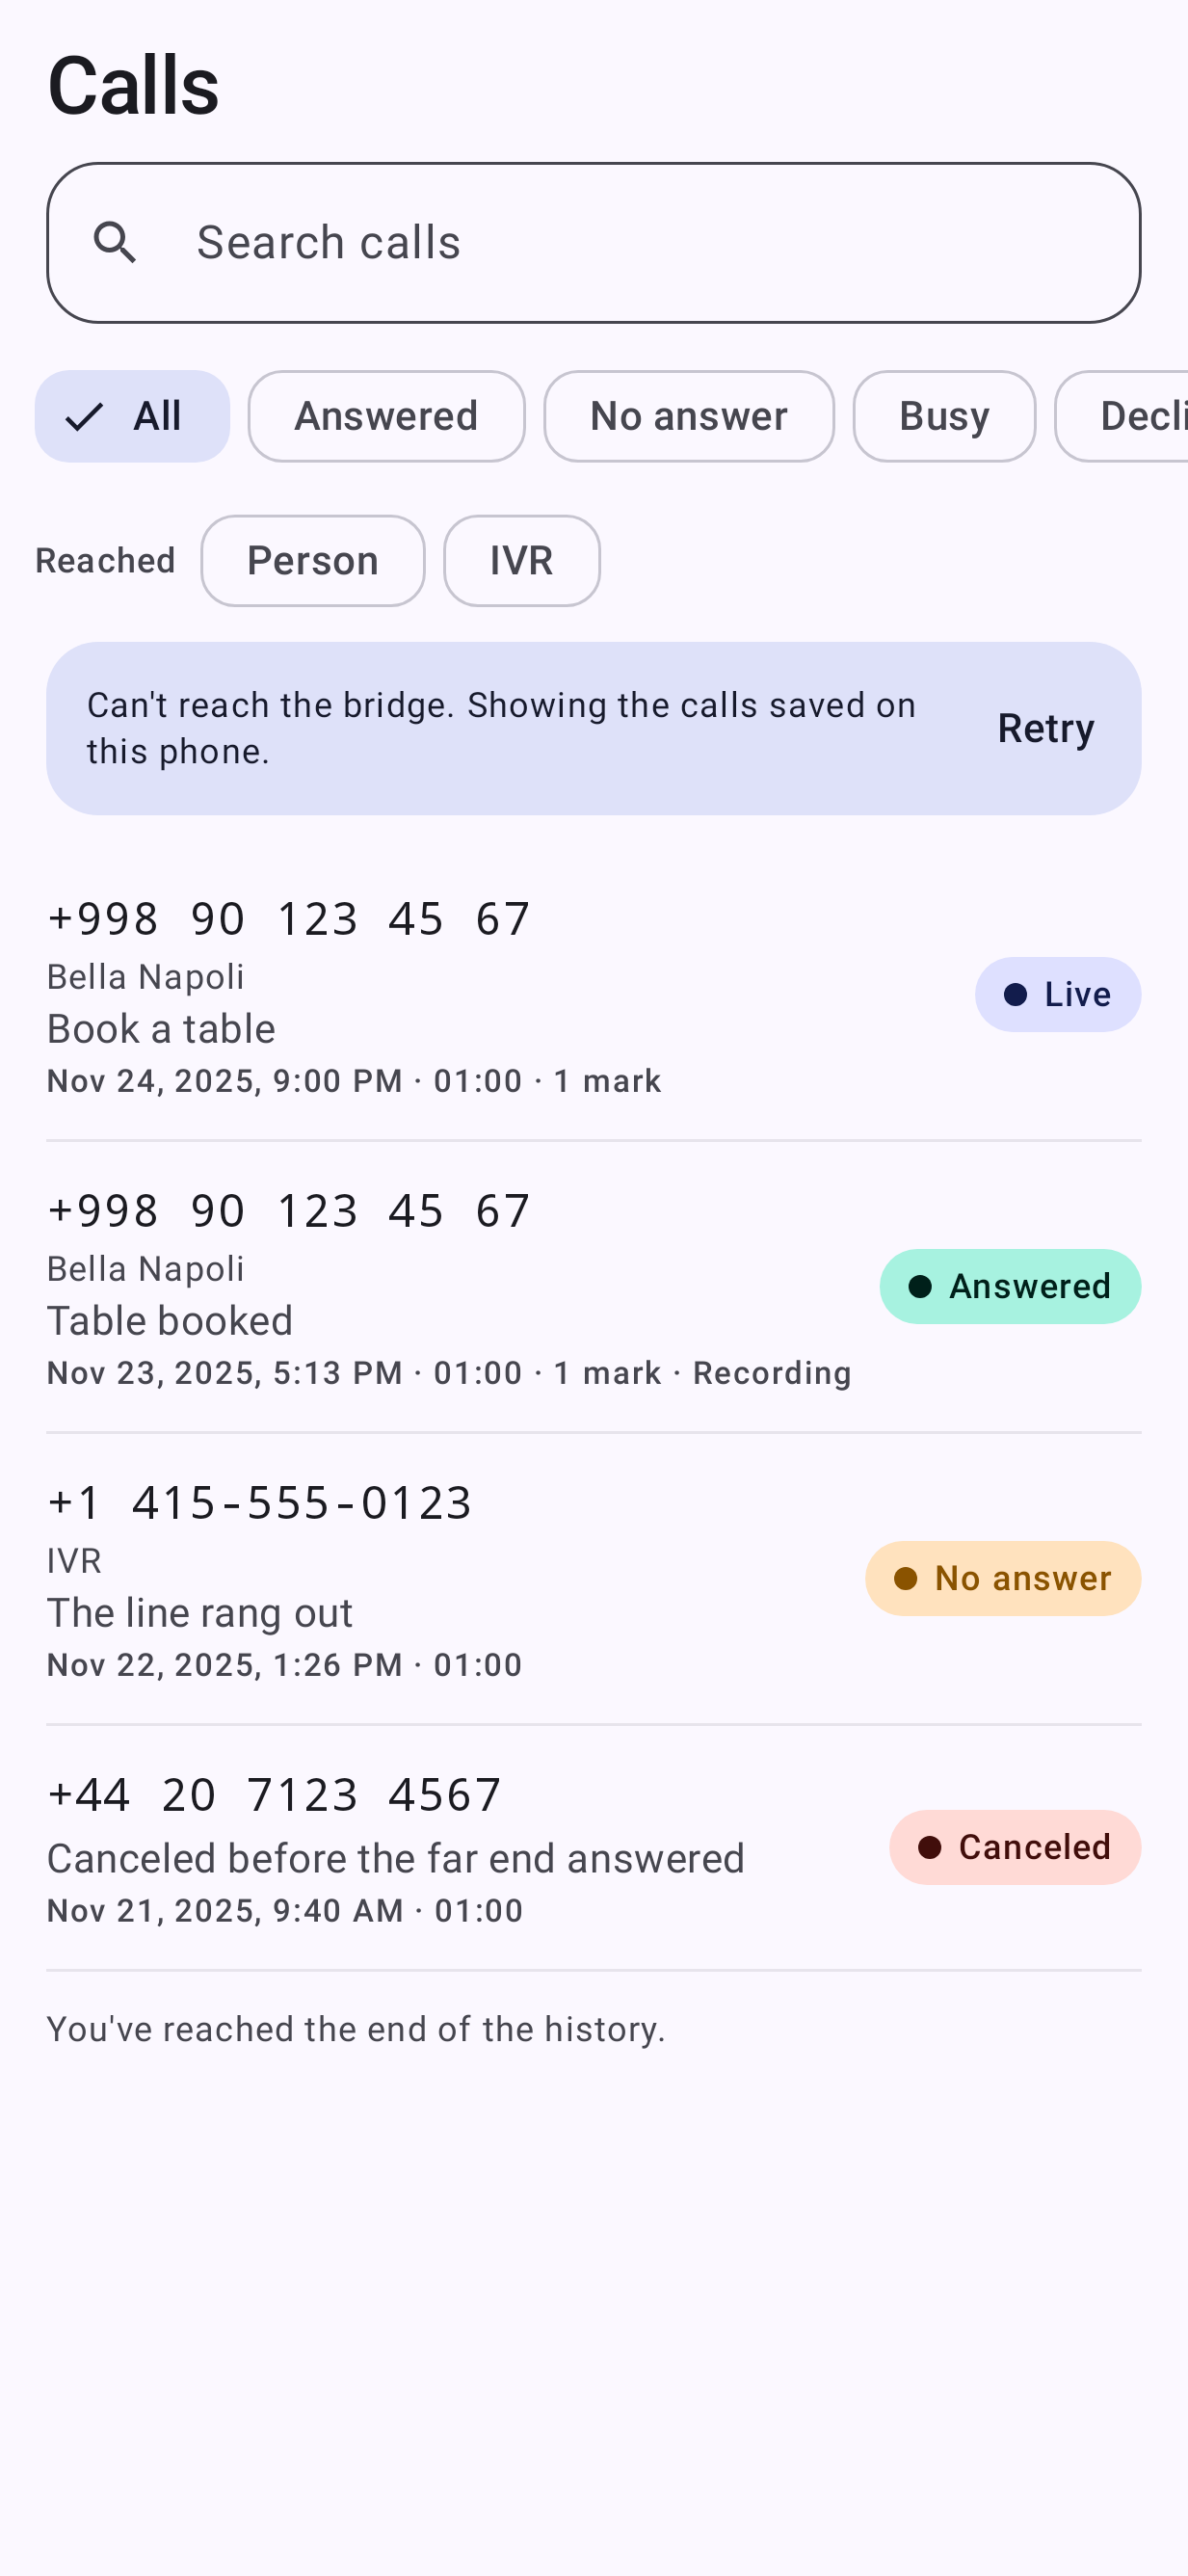 Calls
Search calls
All
Answered
No answer
Busy
Decli
Reached
Person
IVR
Can't reach the bridge. Showing the calls saved on
this phone.
Retry
+998 90 123 45 67
Bella Napoli
Book a table
Nov 24, 2025, 9:00 PM · 01:00 · 1 mark
Live
+998 90 123 45 67
Bella Napoli
Table booked
Nov 23, 2025, 5:13 PM · 01:00 · 1 mark · Recording
Answered
+1 415-555-0123
IVR
The line rang out
Nov 22, 2025, 1:26 PM · 01:00
No answer
+44 20 7123 4567
Canceled before the far end answered
Nov 21, 2025, 9:40 AM · 01:00
Canceled
You've reached the end of the history.